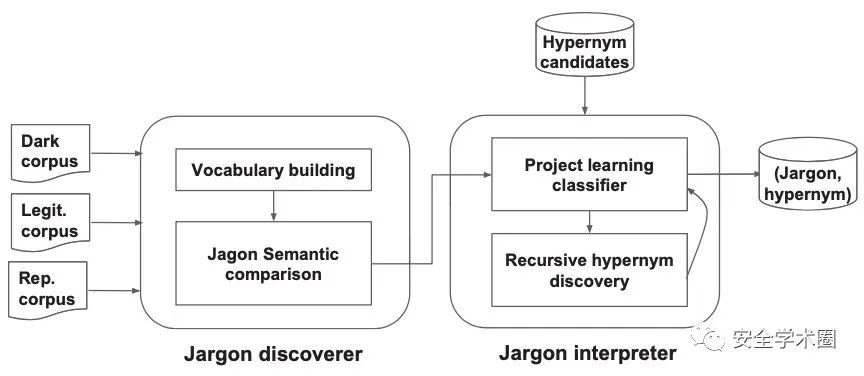 Hypernym
candidates
Dark
corpus
Legit.
corpus
Rep.
corpus
Vocabulary building
Jagon Semantic
comparison
Jargon discoverer
Project learning
classifier
Recursive hypernym
discovery
Jargon interpreter
(Jargon,
hypernym)
安全学术圈